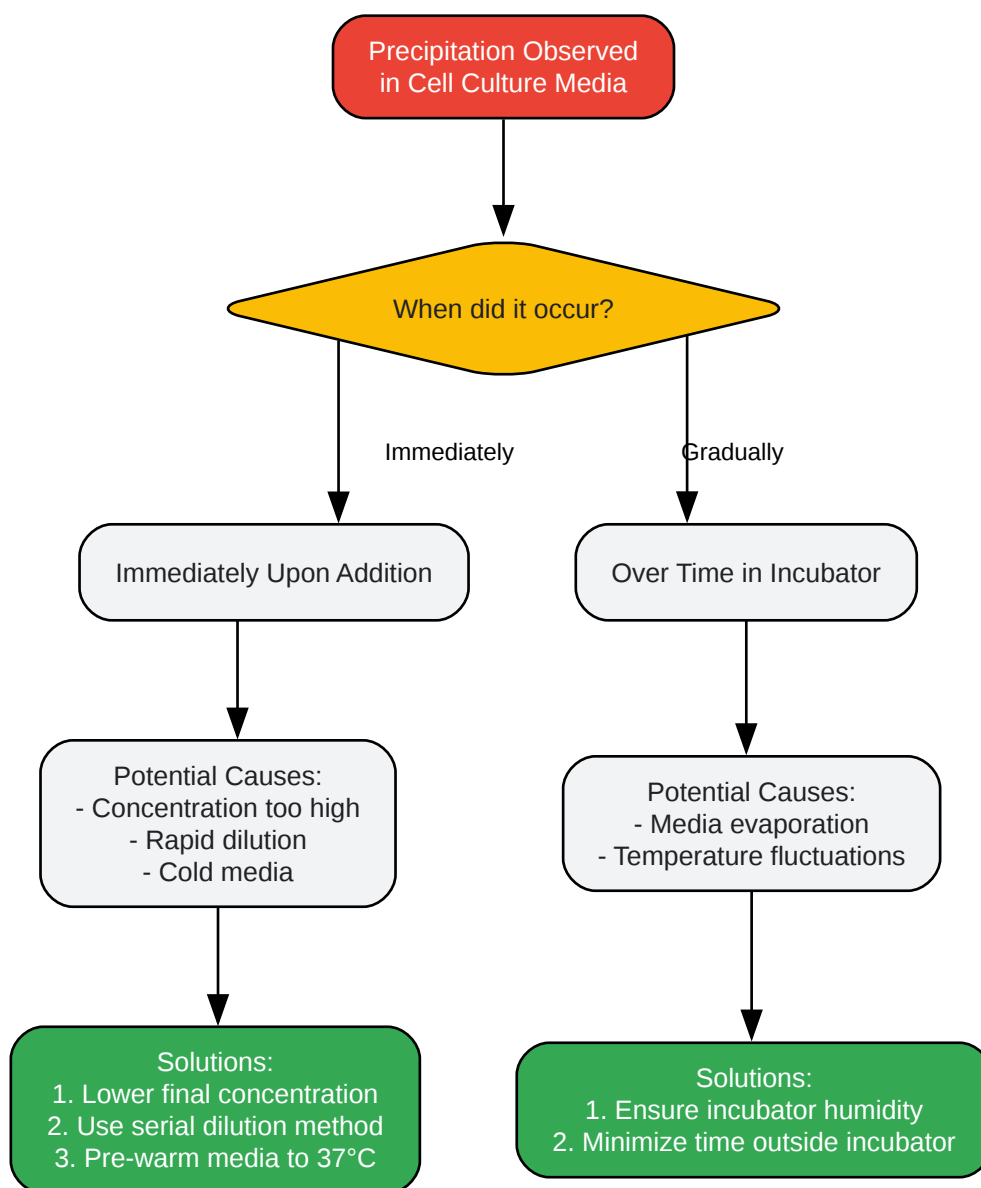 Precipitation Observed
in Cell Culture Media
When did it occur?
Immediately
Gradually
Immediately Upon Addition
Over Time in Incubator
Potential Causes:
- Concentration too high
- Rapid dilution
- Cold media
Potential Causes:
- Media evaporation
- Temperature fluctuations
Solutions:
1. Lower final concentration
2. Use serial dilution method
3. Pre-warm media to 37°C
Solutions:
1. Ensure incubator humidity
2. Minimize time outside incubator